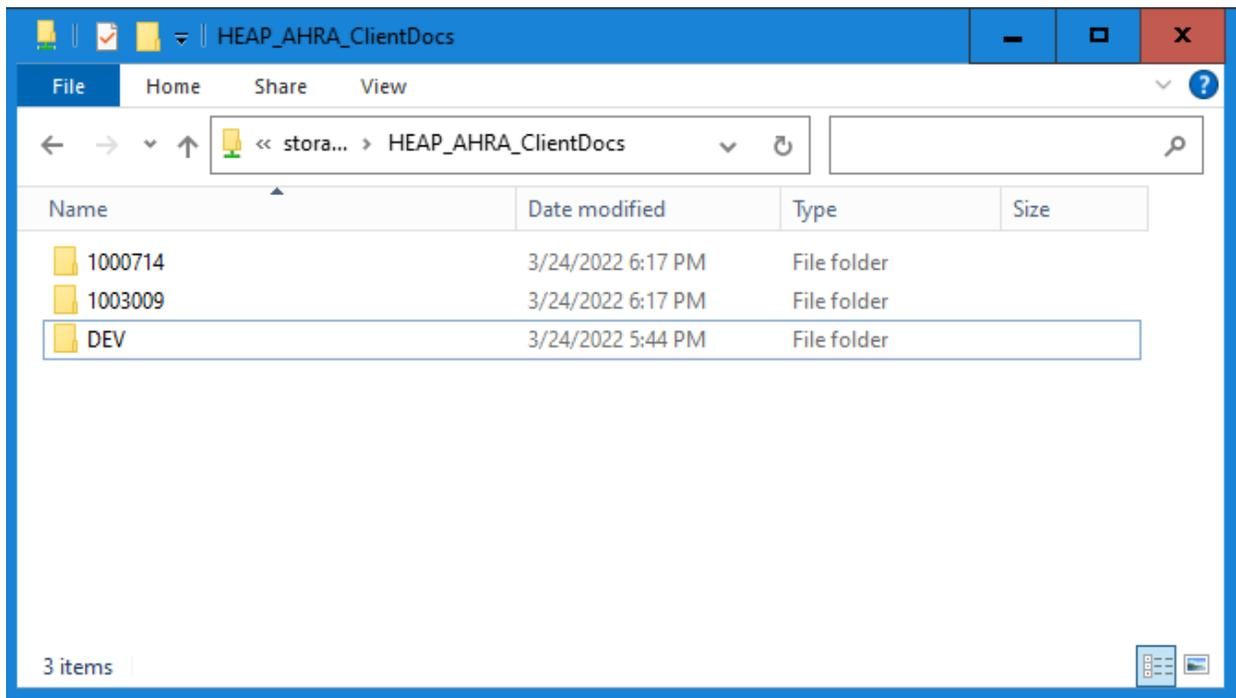 HEAP_AHRA_ClientDocs
File Home Share View ?
« stora... > HEAP_AHRA_ClientDocs
Name Date modified Type Size
1000714 3/24/2022 6:17 PM File folder
1003009 3/24/2022 6:17 PM File folder
DEV 3/24/2022 5:44 PM File folder
3 items